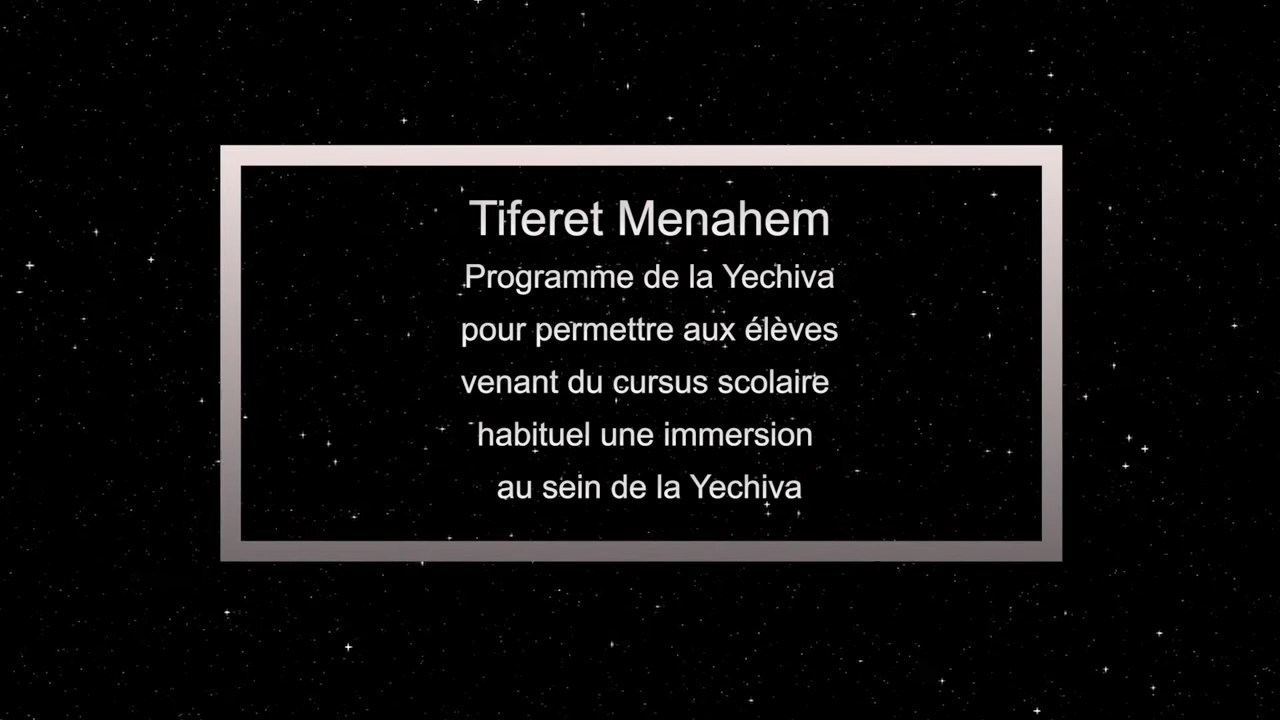 Tiferet Menahem
Programme de la Yechiva
pour permettre aux élèves
venant du cursus scolaire
habituel une immersion
au sein de la Yechiva